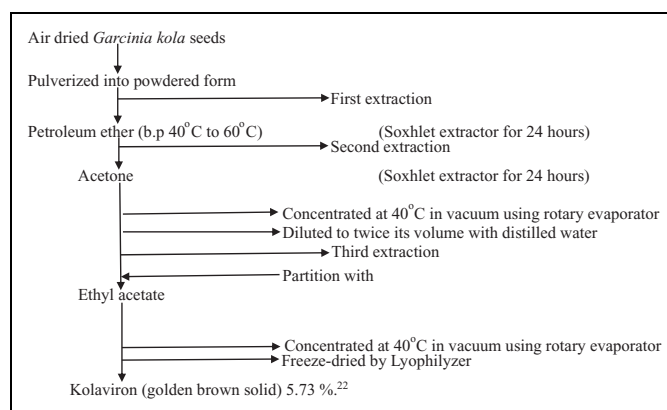 Air dried Garcinia kola seeds
Pulverized into powdered form
First extraction
Petroleum ether (b.p 40°C to 60°C) (Soxhlet extractor for 24 hours)
Second extraction
Acetone (Soxhlet extractor for 24 hours)
Concentrated at 40°C in vacuum using rotary evaporator
Diluted to twice its volume with distilled water
Third extraction
Partition with
Ethyl acetate
Concentrated at 40°C in vacuum using rotary evaporator
Freeze-dried by Lyophilyzer
Kolaviron (golden brown solid) 5.73 %.²²